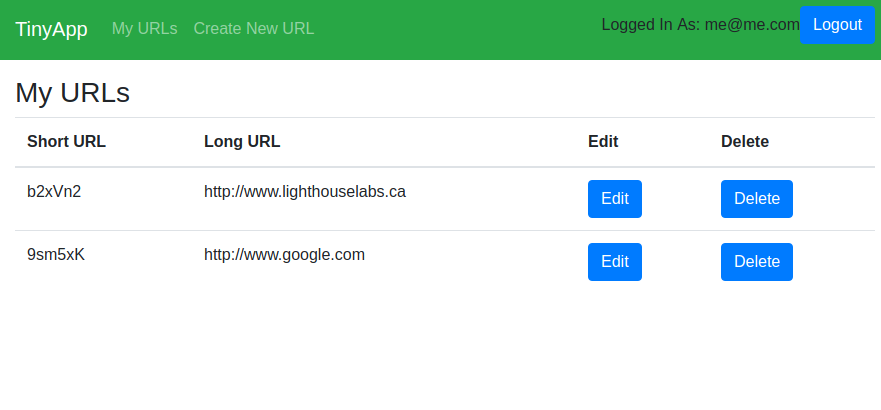 TinyApp My URLs Create New URL Logged In As: me@me.com Logout
My URLs
Short URL Long URL Edit Delete
b2xVn2 http://www.lighthouselabs.ca Edit Delete
9sm5xK http://www.google.com Edit Delete